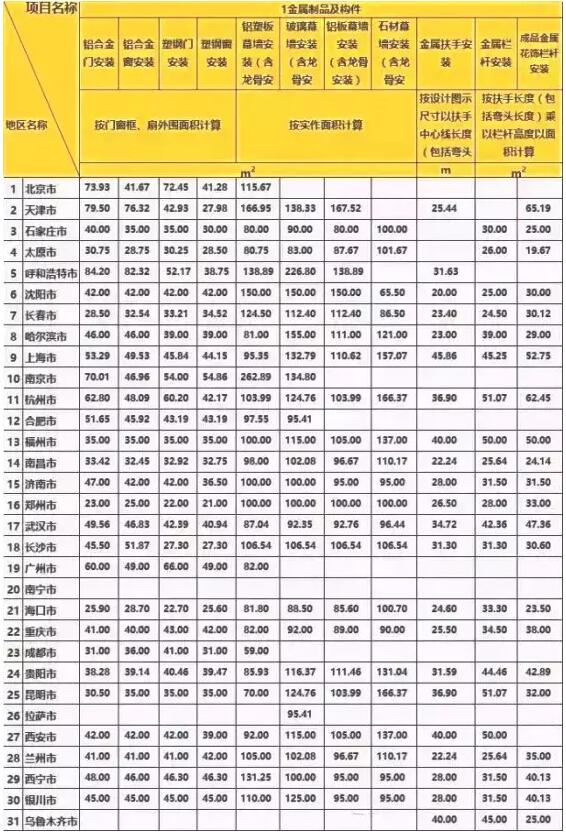 项目名称
1金属制品及构件
铝合金门安装 铝合金窗安装 塑钢门安装 塑钢窗安装 铝塑板幕墙安装（含龙骨安 玻璃幕墙安装（含龙骨安 铝板幕墙安装（含龙骨安装） 石材幕墙安装（含龙骨安 金属扶手安装 金属栏杆安装 成品金属花饰栏杆安装
地区名称
按门窗框、扇外围面积计算 按实作面积计算 按设计图示尺寸以扶手中心线长度（包括弯头 按扶手长度（包括弯头长度）乘以栏杆高度以面积计算
m² m m²
1 北京市 73.93 41.67 72.45 41.28 115.67
2 天津市 79.50 76.32 42.93 27.98 166.95 138.33 167.52 25.44 65.19
3 石家庄市 40.00 35.00 35.00 30.00 80.00 90.00 80.00 100.00 30.00 25.00
4 太原市 30.75 28.75 30.25 28.50 80.75 83.00 87.67 101.67 26.00 19.67
5 呼和浩特市 84.20 82.32 52.17 38.75 138.89 226.80 138.89 31.63
6 沈阳市 42.00 42.00 42.00 42.00 150.00 150.00 150.00 65.50 20.00 25.00 30.00
7 长春市 28.50 32.54 33.21 34.52 124.50 112.40 112.40 86.50 23.40 24.50 30.12
8 哈尔滨市 46.00 46.00 39.00 39.00 81.00 155.00 111.00 121.00 23.00 39.00 29.00
9 上海市 53.29 49.53 45.84 44.15 95.35 132.79 110.62 157.07 45.86 45.25 52.75
10 南京市 70.01 46.96 54.00 54.86 262.89 134.80
11 杭州市 62.80 48.09 60.20 42.17 103.99 124.76 103.99 166.37 36.90 51.07 62.45
12 合肥市 51.65 45.92 43.19 43.19 97.55 95.41
13 福州市 35.00 35.00 35.00 35.00 100.00 115.00 105.00 137.00 40.00 50.00 50.00
14 南昌市 33.42 32.45 32.92 32.75 98.00 102.08 96.67 110.17 22.24 25.64 24.14
15 济南市 47.00 42.00 42.00 36.50 100.00 100.00 95.00 95.00 28.00 31.50 31.50
16 郑州市 23.00 25.00 22.00 21.00 100.00 100.00 100.00 100.00 26.50 28.00 33.00
17 武汉市 49.56 46.83 42.39 40.94 87.04 92.35 92.76 96.44 34.72 42.36 47.36
18 长沙市 45.50 51.87 27.30 27.30 106.54 106.54 106.54 106.54 31.30 31.30 30.60
19 广州市 60.00 49.00 66.00 49.00 82.00
20 南宁市
21 海口市 25.90 28.70 22.70 25.60 81.80 88.50 85.60 100.70 24.60 33.30 23.50
22 重庆市 41.00 40.00 43.00 42.00 82.00 92.00 89.00 90.00 25.50 34.50 38.00
23 成都市 31.00 36.00 41.00 31.00 59.00
24 贵阳市 38.28 39.14 40.46 39.47 85.93 116.37 111.46 131.04 31.59 44.46 42.89
25 昆明市 30.50 35.00 35.00 35.00 70.00 124.76 103.99 166.37 36.90 51.07 32.00
26 拉萨市 95.41
27 西安市 42.00 42.00 42.00 39.00 92.00 115.00 105.00 137.00 40.00 50.00
28 兰州市 41.00 41.00 41.00 42.00 105.00 102.08 96.67 110.17 22.24 25.64 35.00
29 西宁市 48.00 46.00 46.30 46.30 131.25 100.00 95.00 95.00 28.00 31.50 40.13
30 银川市 45.00 45.00 45.00 45.00 110.00 125.00 95.00 95.00 28.00 31.50 40.13
31 乌鲁木齐市 40.00 45.00 25.00